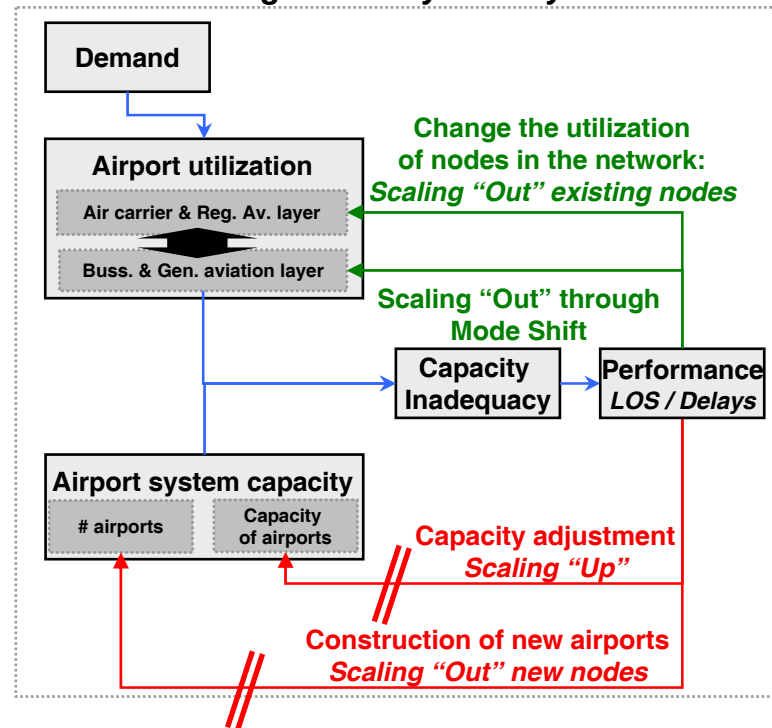 Demand
Airport utilization
Air carrier & Reg. Av. layer
Buss. & Gen. aviation layer
Change the utilization
of nodes in the network:
Scaling “Out” existing nodes
Scaling “Out” through
Mode Shift
Capacity
Inadequacy
Performance
LOS / Delays
Airport system capacity
# airports
Capacity
of airports
Capacity adjustment
Scaling “Up”
Construction of new airports
Scaling “Out” new nodes